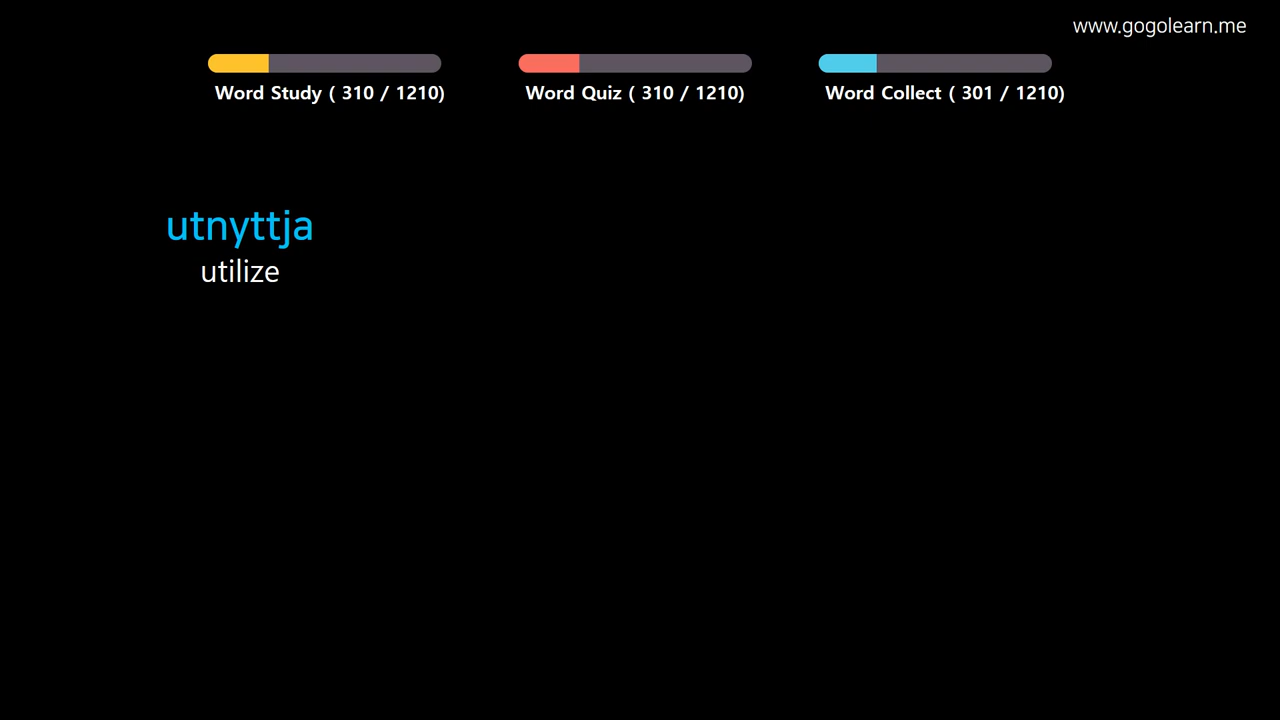 www.gogolearn.me
Word Study ( 310 / 1210)
Word Quiz ( 310 / 1210)
Word Collect ( 301 / 1210)
utnyttja
utilize